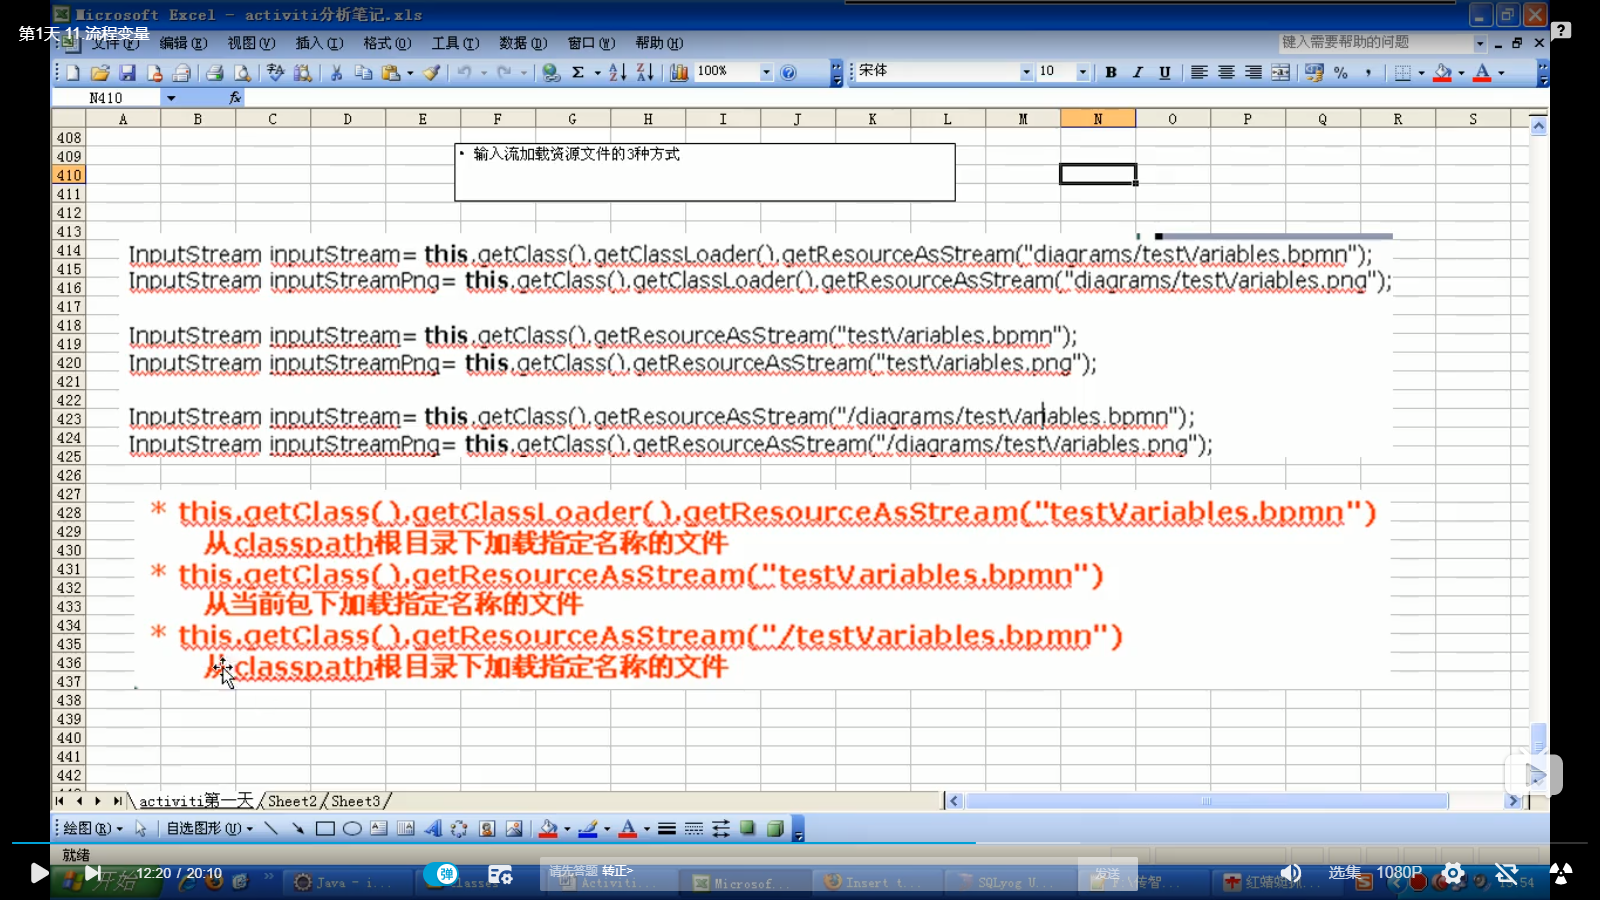 Microsoft Excel - activiti分析笔记.xls
第1天 11.流程变量
文件(F) 编辑(E) 视图(V) 插入(I) 格式(O) 工具(T) 数据(D) 窗口(W) 帮助(H) 键入需要帮助的问题
100% 宋体 10 B I U
N410 fx
A B C D E F G H I J K L M N O P Q R S
408
409
410
411
412
413
414
415
416
417
418
419
420
421
422
423
424
425
426
427
428
429
430
431
432
433
434
435
436
437
438
439
440
441
442
• 输入流加载资源文件的3种方式
InputStream inputStream= this.getClass().getClassLoader().getResourceAsStream("diagrams/testVariables.bpmn");
InputStream inputStreamPng= this.getClass().getClassLoader().getResourceAsStream("diagrams/testVariables.png");
InputStream inputStream= this.getClass().getResourceAsStream("testVariables.bpmn");
InputStream inputStreamPng= this.getClass().getResourceAsStream("testVariables.png");
InputStream inputStream= this.getClass().getResourceAsStream("/diagrams/testVariables.bpmn");
InputStream inputStreamPng= this.getClass().getResourceAsStream("/diagrams/testVariables.png");
* this.getClass().getClassLoader().getResourceAsStream("testVariables.bpmn")
从classpath根目录下加载指定名称的文件
* this.getClass().getResourceAsStream("testVariables.bpmn")
从当前包下加载指定名称的文件
* this.getClass().getResourceAsStream("/testVariables.bpmn")
从classpath根目录下加载指定名称的文件
activiti第一天 Sheet2 Sheet3
绘图(R) 自选图形(U)
就绪
12:20 / 20:10 弹 请先答题 转正> 发送 选集 1080P
开始 Java - i... classes Activiti... Microsof... Insert t... SQLyog U...